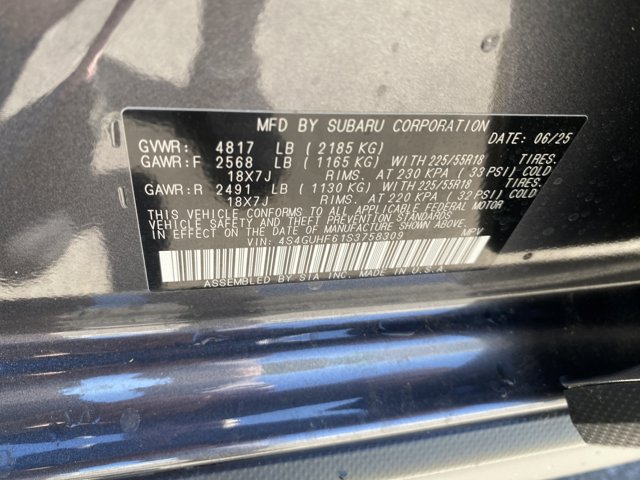 MFD BY SUBARU CORPORATION
DATE: 06/25
GVWR: 4817 LB ( 2185 KG)
GAWR:F 2568 LB ( 1165 KG) WITH 225/55R18 TIRES.
18X7J RIMS. AT 230 KPA ( 33 PSI) COLD
GAWR:R 2491 LB ( 1130 KG) WITH 225/55R18 TIRES.
18X7J RIMS. AT 220 KPA ( 32 PSI) COLD
THIS VEHICLE CONFORMS TO ALL APPLICABLE FEDERAL MOTOR
VEHICLE SAFETY AND THEFT PREVENTION STANDARDS
IN EFFECT ON THE DATE OF MANUFACTURE SHOWN ABOVE.
VIN: 4S4GUHF61S3758309 MPV
ASSEMBLED BY SIA INC. MADE IN U.S.A.